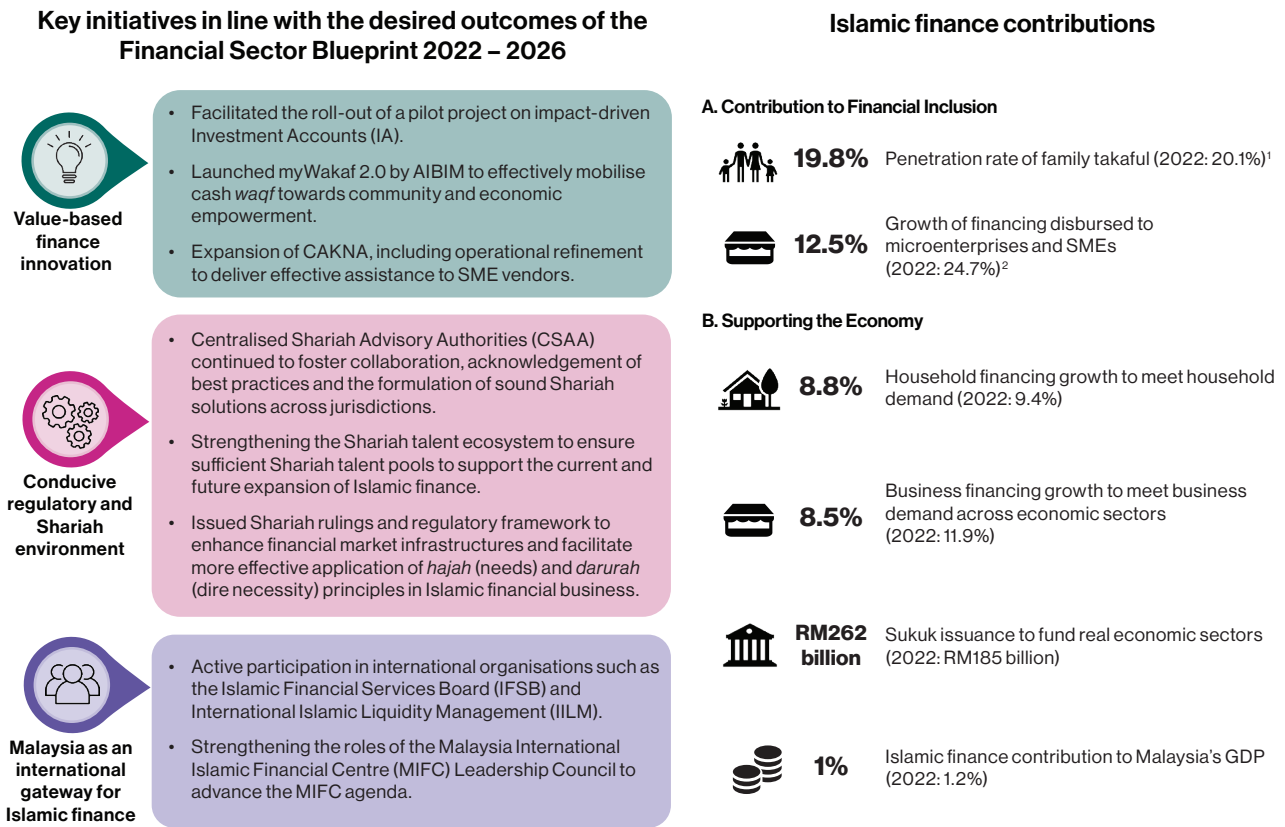 Key initiatives in line with the desired outcomes of the
Financial Sector Blueprint 2022 – 2026
Value-based
finance
innovation
• Facilitated the roll-out of a pilot project on impact-driven
Investment Accounts (IA).
• Launched myWakaf 2.0 by AIBIM to effectively mobilise
cash waqf towards community and economic
empowerment.
• Expansion of CAKNA, including operational refinement
to deliver effective assistance to SME vendors.
Conducive
regulatory and
Shariah
environment
• Centralised Shariah Advisory Authorities (CSAA)
continued to foster collaboration, acknowledgement of
best practices and the formulation of sound Shariah
solutions across jurisdictions.
• Strengthening the Shariah talent ecosystem to ensure
sufficient Shariah talent pools to support the current and
future expansion of Islamic finance.
• Issued Shariah rulings and regulatory framework to
enhance financial market infrastructures and facilitate
more effective application of hajah (needs) and darurah
(dire necessity) principles in Islamic financial business.
Malaysia as an
international
gateway for
Islamic finance
• Active participation in international organisations such as
the Islamic Financial Services Board (IFSB) and
International Islamic Liquidity Management (IILM).
• Strengthening the roles of the Malaysia International
Islamic Financial Centre (MIFC) Leadership Council to
advance the MIFC agenda.
Islamic finance contributions
A. Contribution to Financial Inclusion
19.8% Penetration rate of family takaful (2022: 20.1%)¹
12.5%
Growth of financing disbursed to
microenterprises and SMEs
(2022: 24.7%)²
B. Supporting the Economy
8.8%
Household financing growth to meet household
demand (2022: 9.4%)
8.5%
Business financing growth to meet business
demand across economic sectors
(2022: 11.9%)
RM262
billion
Sukuk issuance to fund real economic sectors
(2022: RM185 billion)
1%
Islamic finance contribution to Malaysia's GDP
(2022: 1.2%)